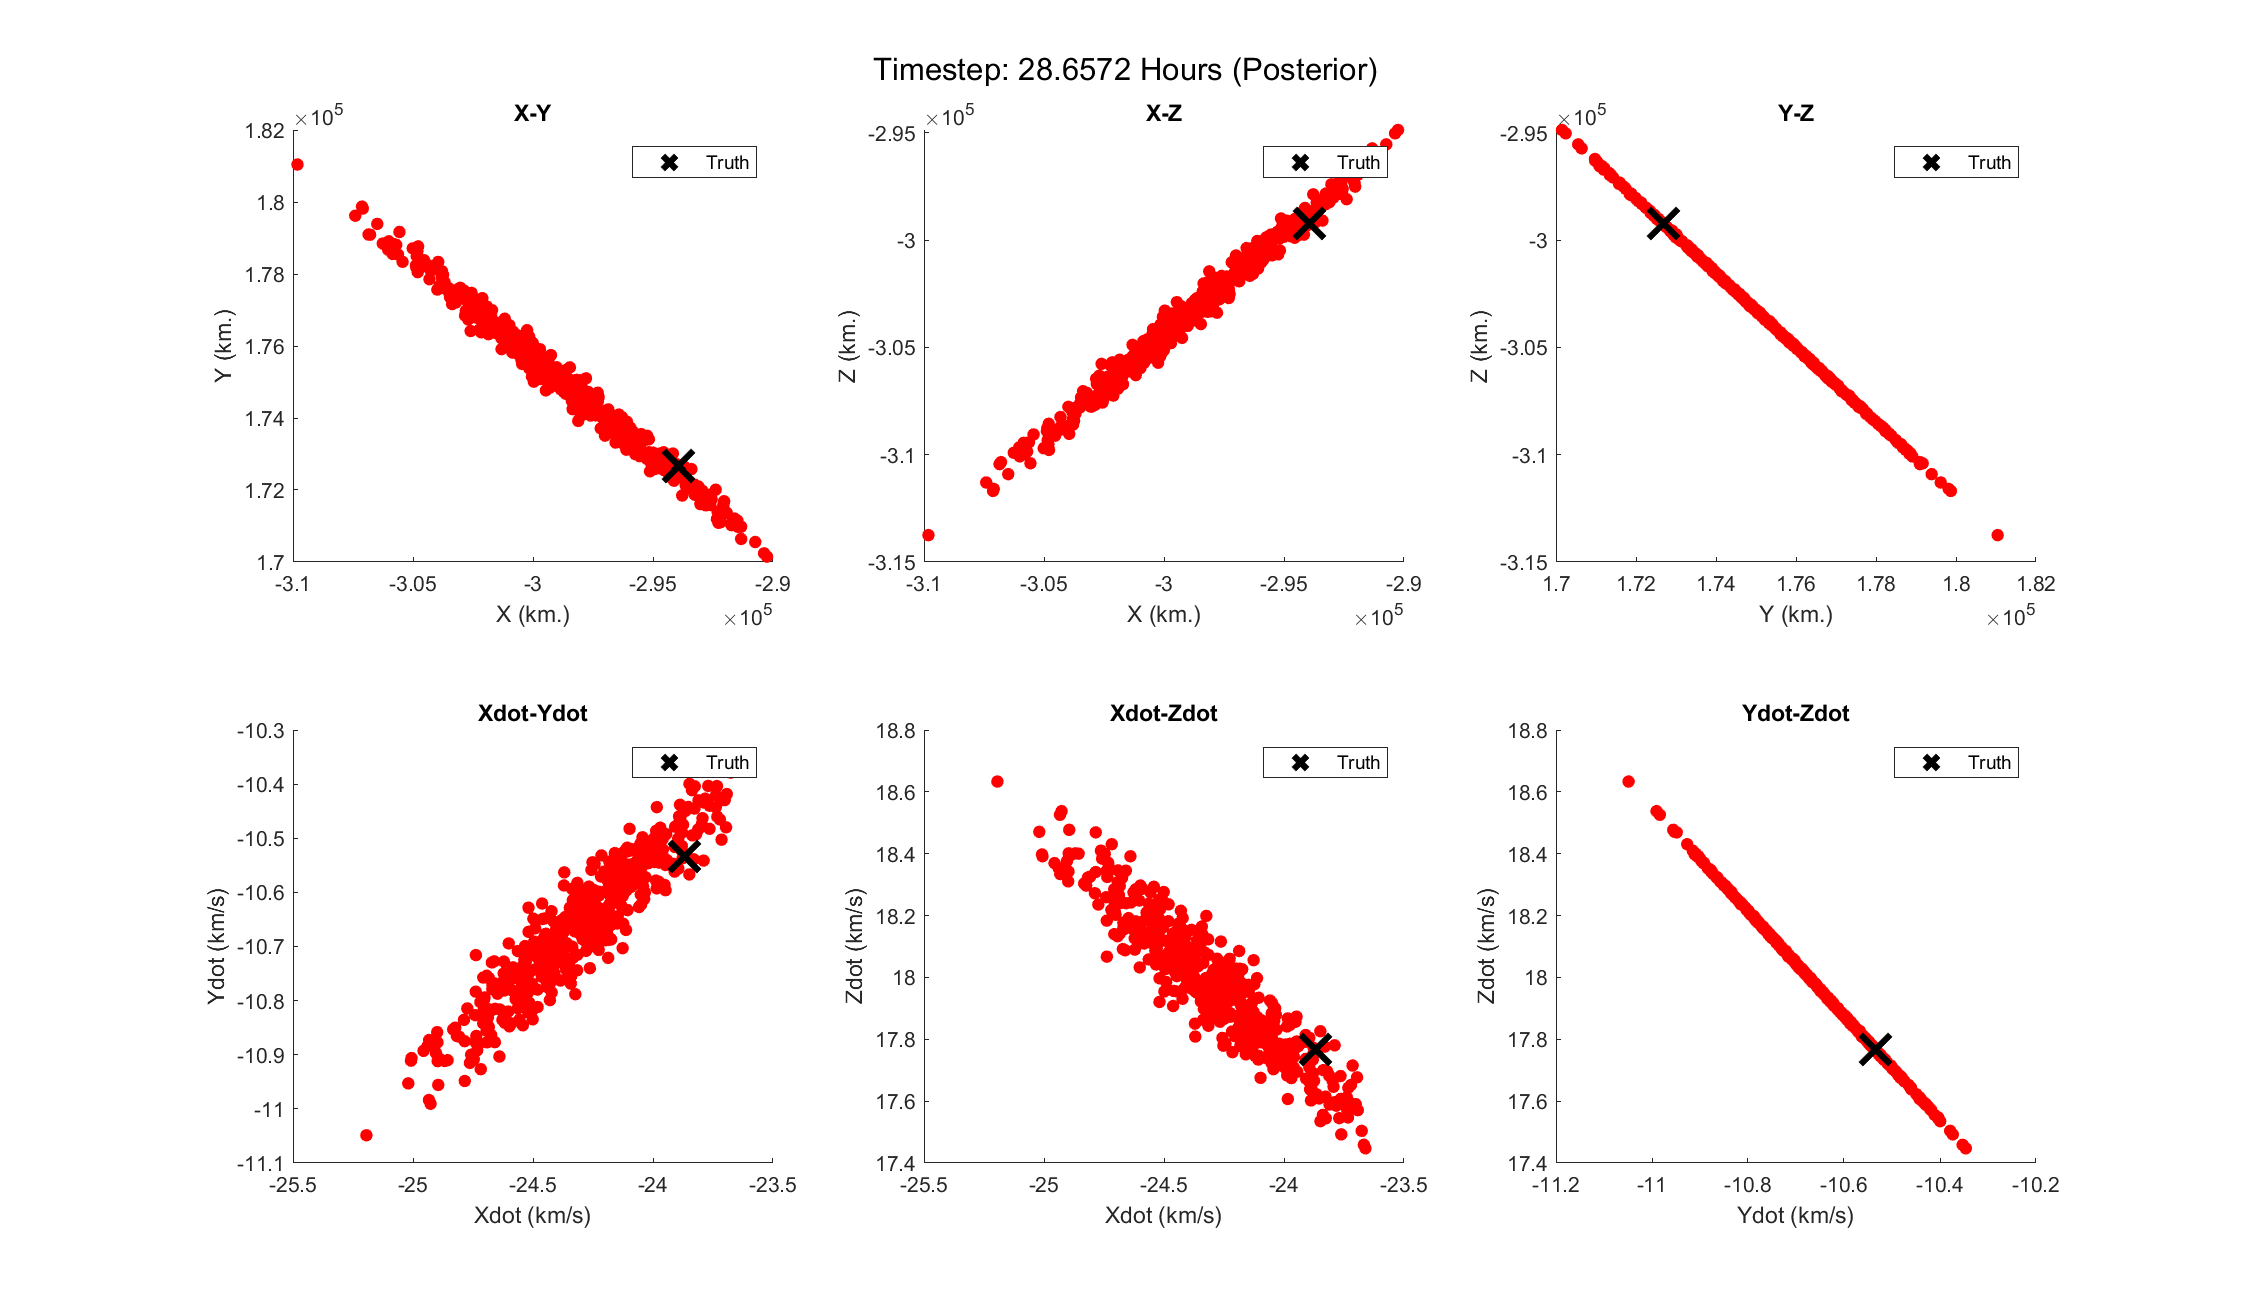 Timestep: 28.6572 Hours (Posterior)
X-Y
×10^5
1.82
1.8
1.78
1.76
1.74
1.72
1.7
Y (km.)
-3.1 -3.05 -3 -2.95 -2.9
X (km.)
×10^5
Truth
X-Z
×10^5
-2.95
-3
-3.05
-3.1
-3.15
Z (km.)
-3.1 -3.05 -3 -2.95 -2.9
X (km.)
×10^5
Truth
Y-Z
×10^5
-2.95
-3
-3.05
-3.1
-3.15
Z (km.)
1.7 1.72 1.74 1.76 1.78 1.8 1.82
Y (km.)
×10^5
Truth
Xdot-Ydot
-10.3
-10.4
-10.5
-10.6
-10.7
-10.8
-10.9
-11
-11.1
Ydot (km/s)
-25.5 -25 -24.5 -24 -23.5
Xdot (km/s)
Truth
Xdot-Zdot
18.8
18.6
18.4
18.2
18
17.8
17.6
17.4
Zdot (km/s)
-25.5 -25 -24.5 -24 -23.5
Xdot (km/s)
Truth
Ydot-Zdot
18.8
18.6
18.4
18.2
18
17.8
17.6
17.4
Zdot (km/s)
-11.2 -11 -10.8 -10.6 -10.4 -10.2
Ydot (km/s)
Truth